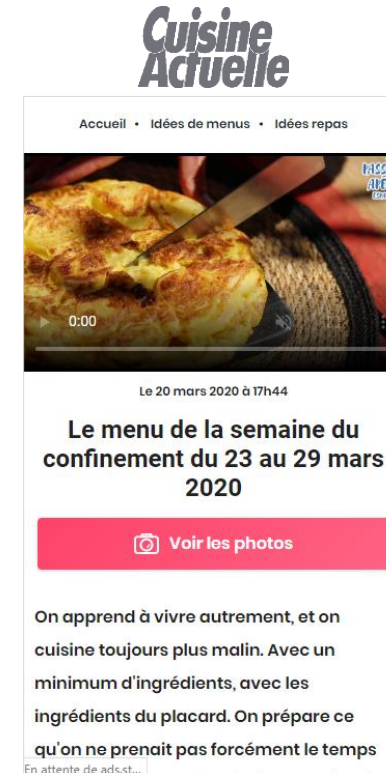 Cuisine
Actuelle
Accueil • Idées de menus • Idées repas
0:00
Le 20 mars 2020 à 17h44
Le menu de la semaine du
confinement du 23 au 29 mars
2020
Voir les photos
On apprend à vivre autrement, et on
cuisine toujours plus malin. Avec un
minimum d'ingrédients, avec les
ingrédients du placard. On prépare ce
qu'on ne prenait pas forcément le temps
En attente de ads.st...